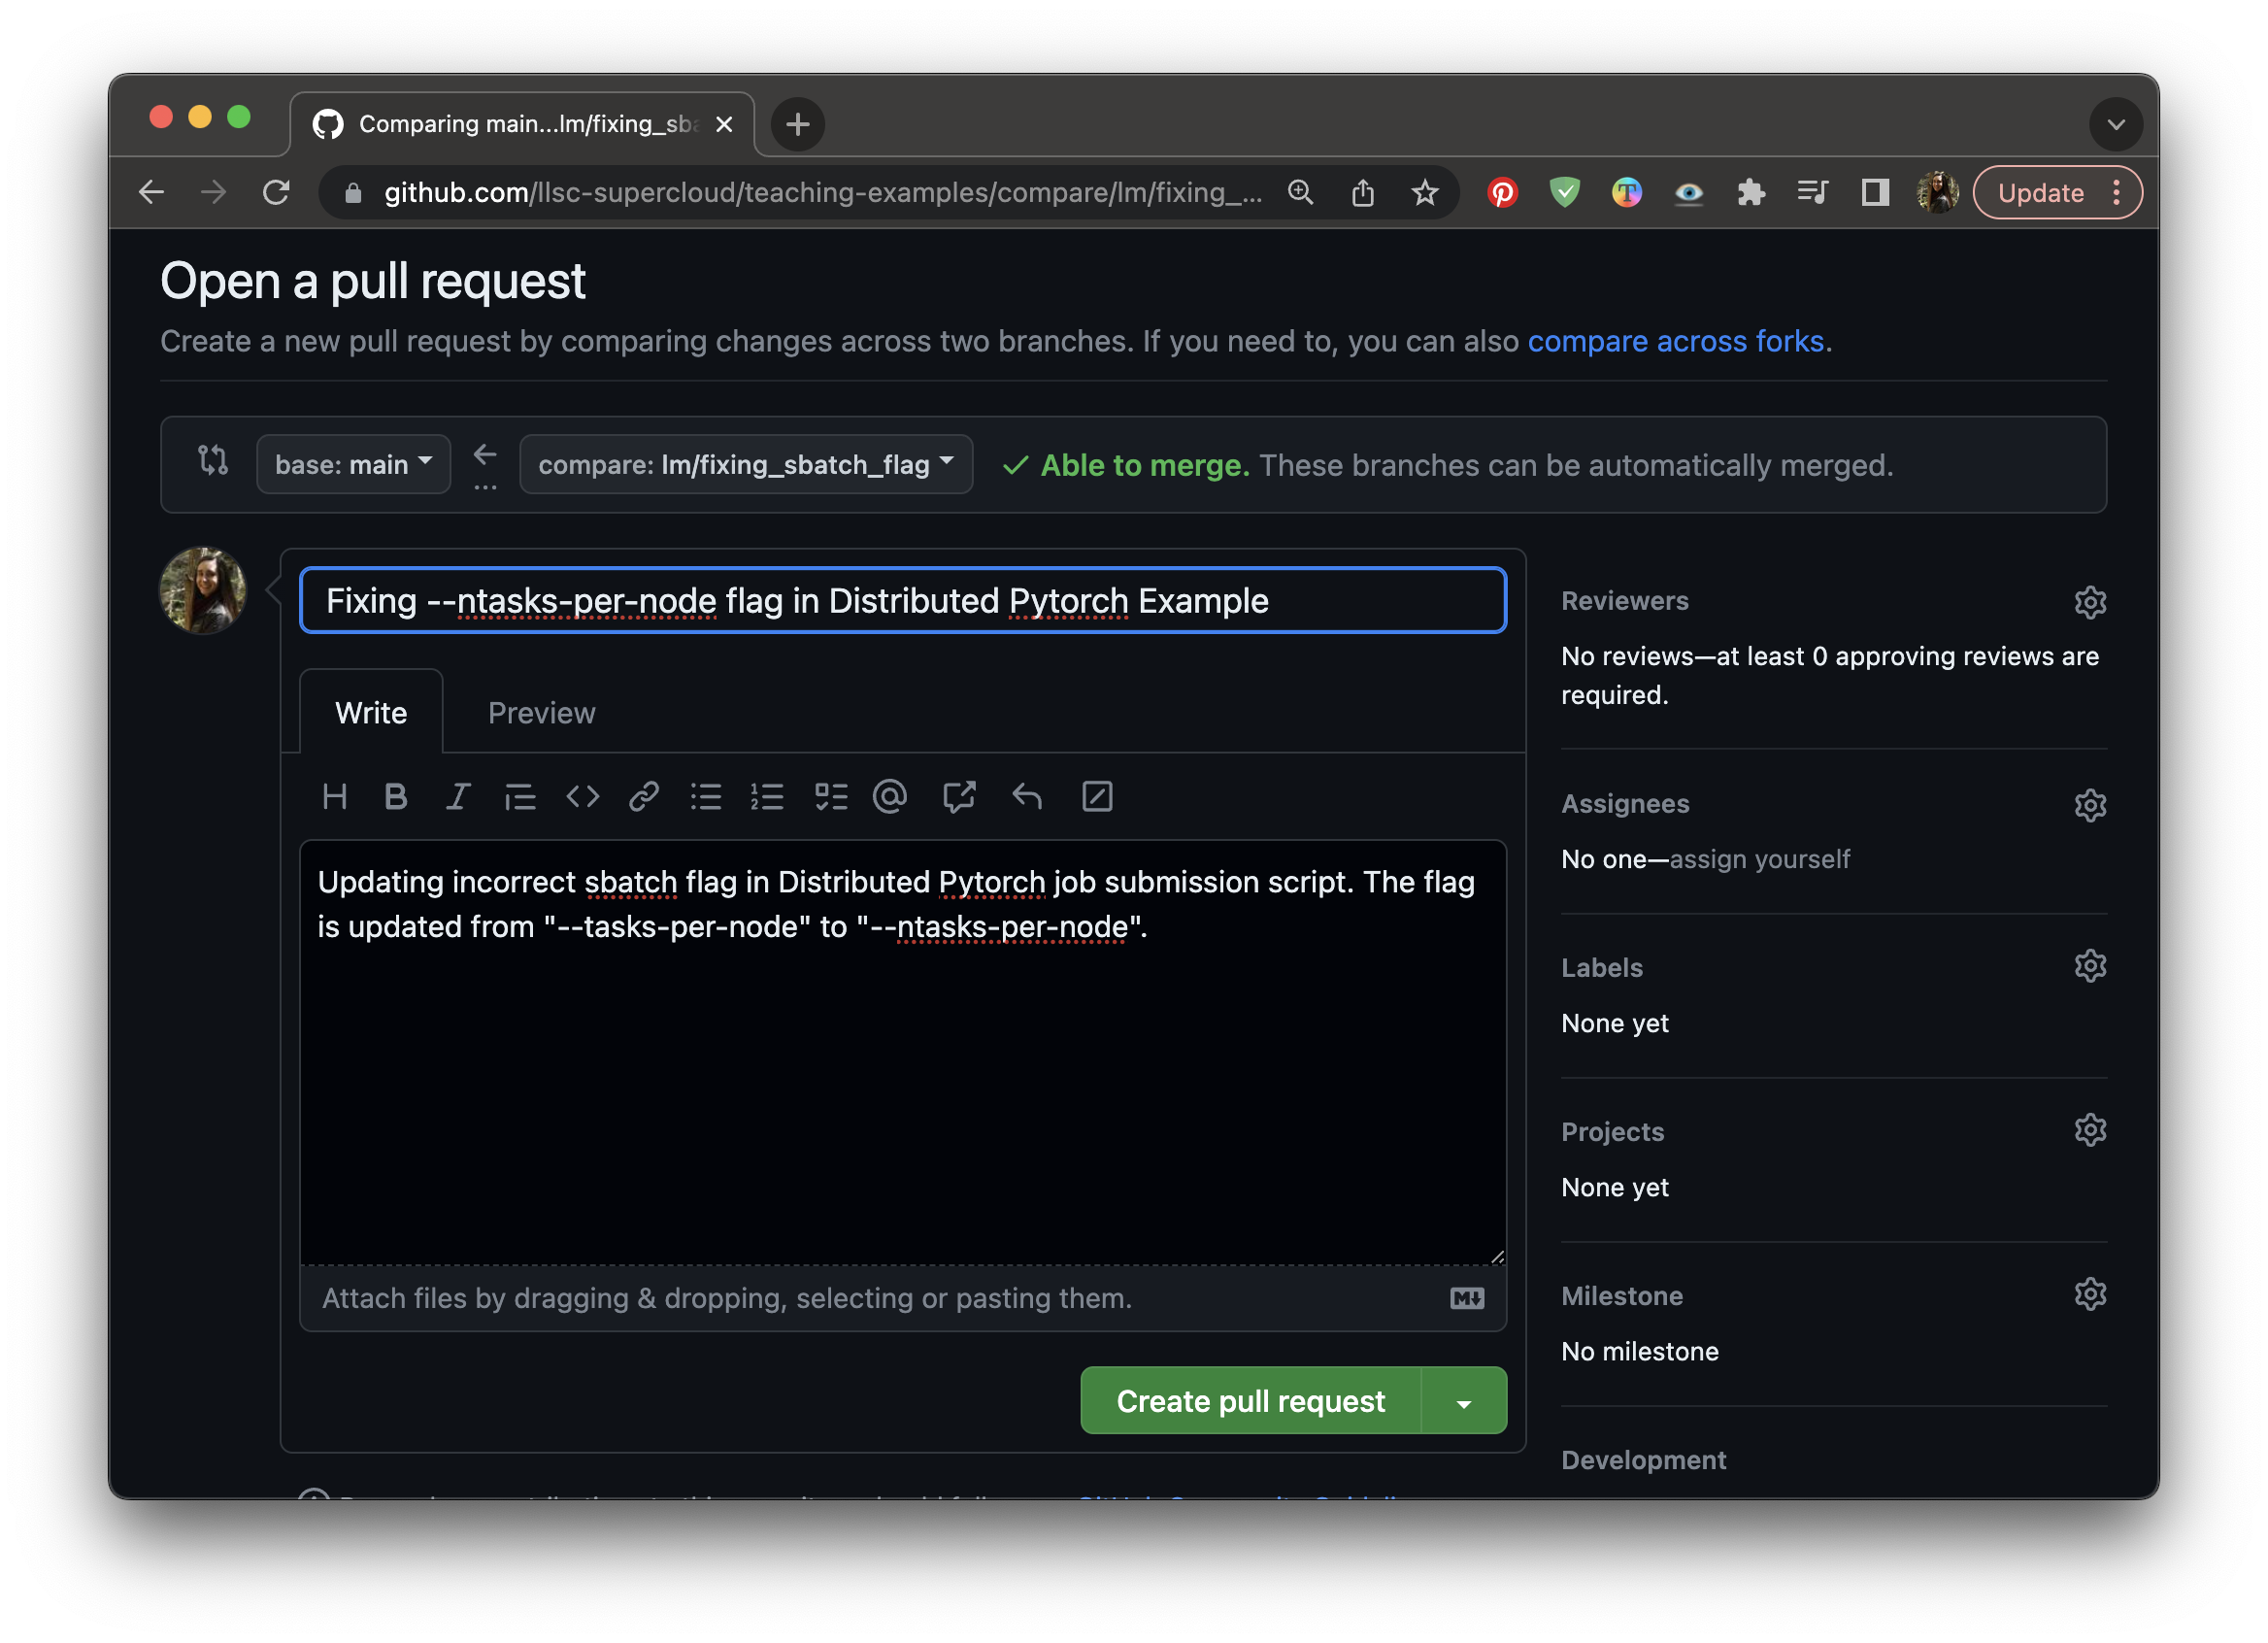 Comparing main...lm/fixing_sba
github.com/llsc-supercloud/teaching-examples/compare/lm/fixing_...
Update
Open a pull request
Create a new pull request by comparing changes across two branches. If you need to, you can also compare across forks.
base: main
...
compare: lm/fixing_sbatch_flag
Able to merge. These branches can be automatically merged.
Fixing --ntasks-per-node flag in Distributed Pytorch Example
Write
Preview
Updating incorrect sbatch flag in Distributed Pytorch job submission script. The flag
is updated from "--tasks-per-node" to "--ntasks-per-node".
Attach files by dragging & dropping, selecting or pasting them.
Create pull request
Reviewers
No reviews—at least 0 approving reviews are
required.
Assignees
No one—assign yourself
Labels
None yet
Projects
None yet
Milestone
No milestone
Development